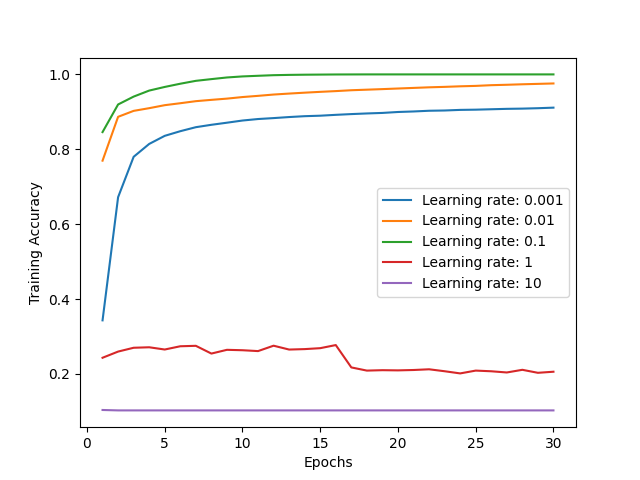 1.0
0.8
0.6
0.4
0.2
Training Accuracy
Learning rate: 0.001
Learning rate: 0.01
Learning rate: 0.1
Learning rate: 1
Learning rate: 10
0 5 10 15 20 25 30
Epochs